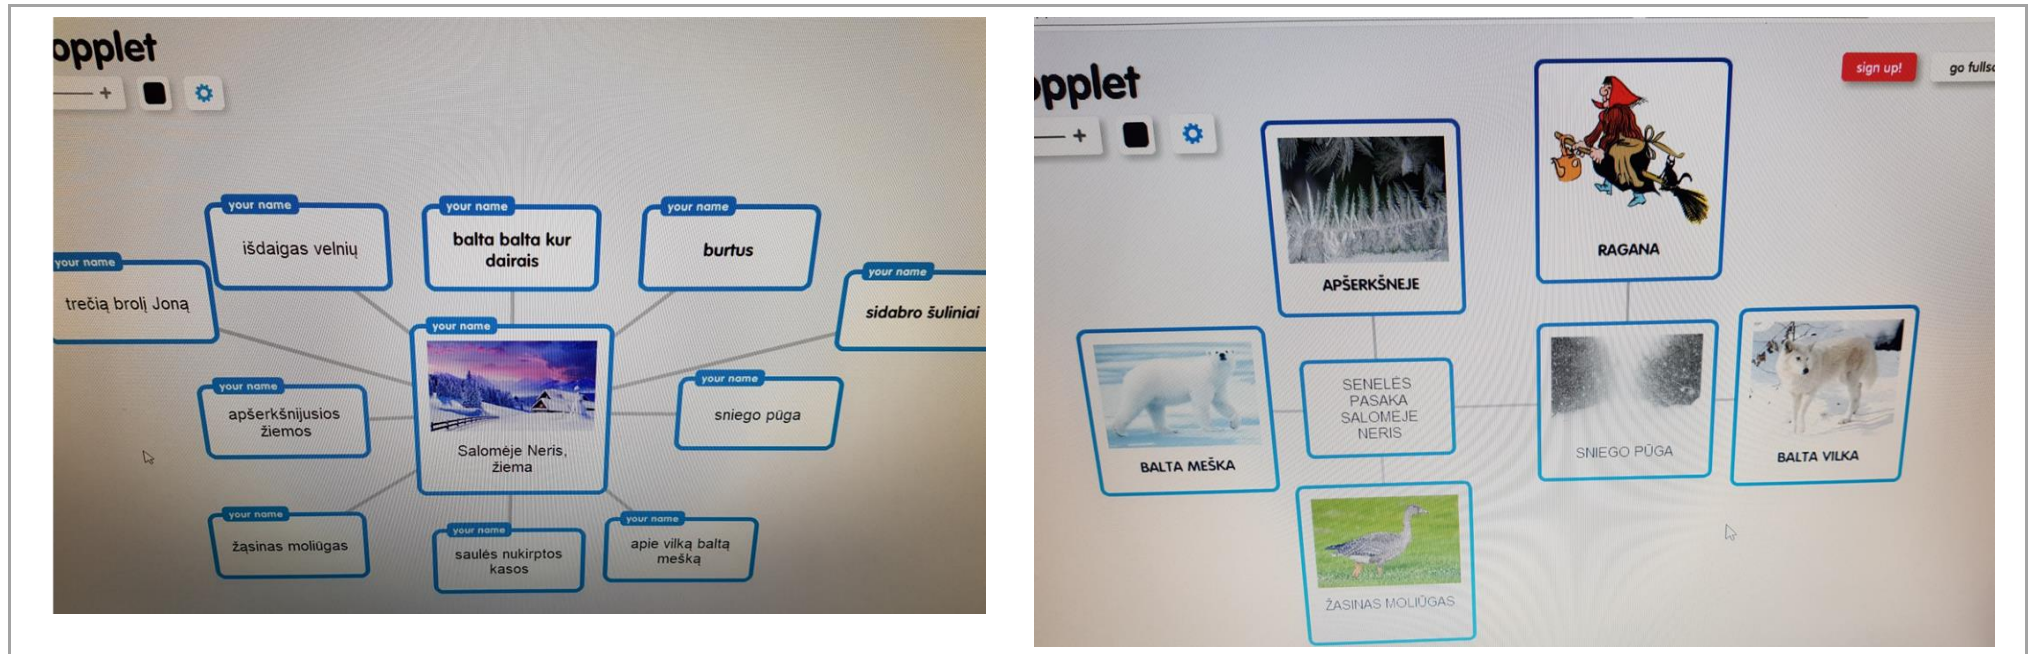 opplet
your name
išdaigas velnių
your name
balta balta kur
dairais
your name
burtus
your name
trečią brolį Joną
your name
sidabro šuliniai
your name
Salomėje Neris,
žiema
your name
apšerkšnijusios
žiemos
your name
sniego pūga
your name
žąsinas moliūgas
your name
saulės nukirptos
kasos
your name
apie vilką baltą
mešką
opplet
sign up!
go fullsc
APŠERKŠNEJE
RAGANA
BALTA MEŠKA
SENELĖS
PASAKA
SALOMĖJE
NERIS
SNIEGO PŪGA
BALTA VILKA
ŽASINAS MOLIŪGAS